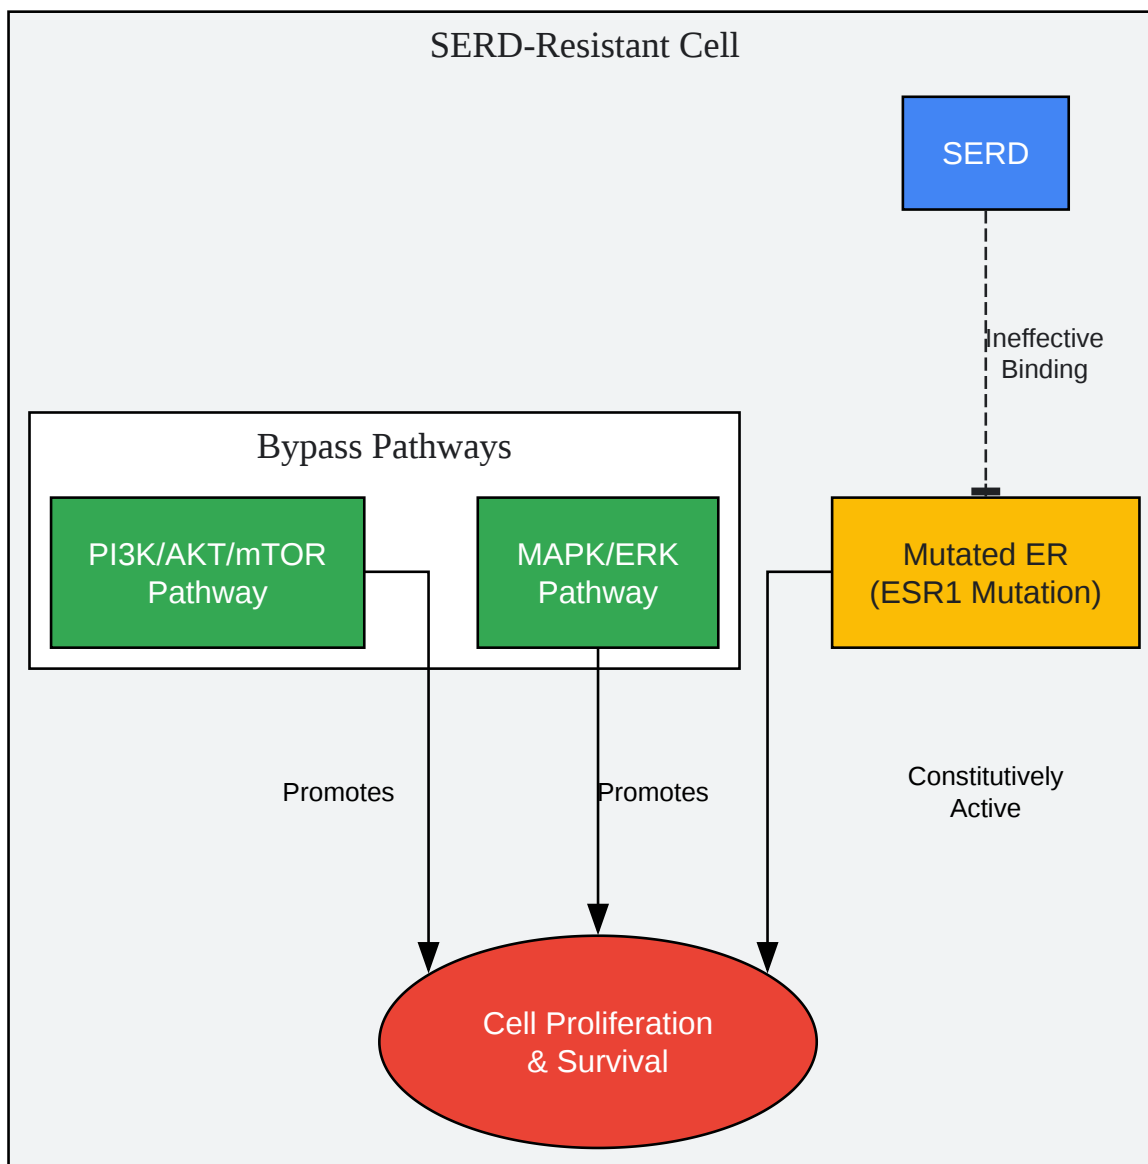 SERD-Resistant Cell
SERD
Ineffective
Binding
Bypass Pathways
PI3K/AKT/mTOR
Pathway
MAPK/ERK
Pathway
Mutated ER
(ESR1 Mutation)
Promotes
Promotes
Constitutively
Active
Cell Proliferation
& Survival